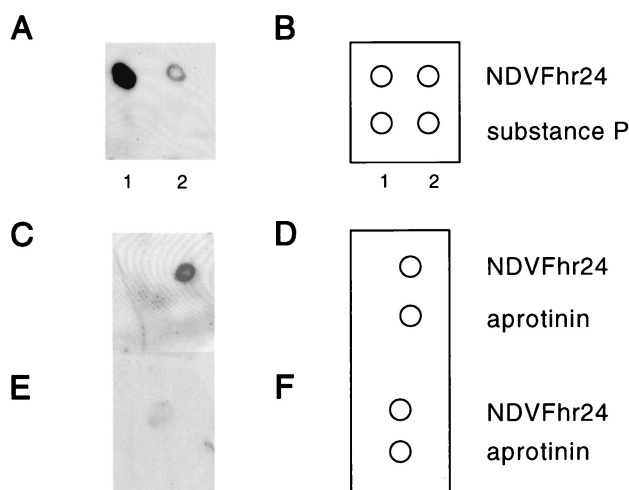 A
B
NDVFhr24
substance P
1 2
1 2
C
D
NDVFhr24
aprotinin
E
F
NDVFhr24
aprotinin